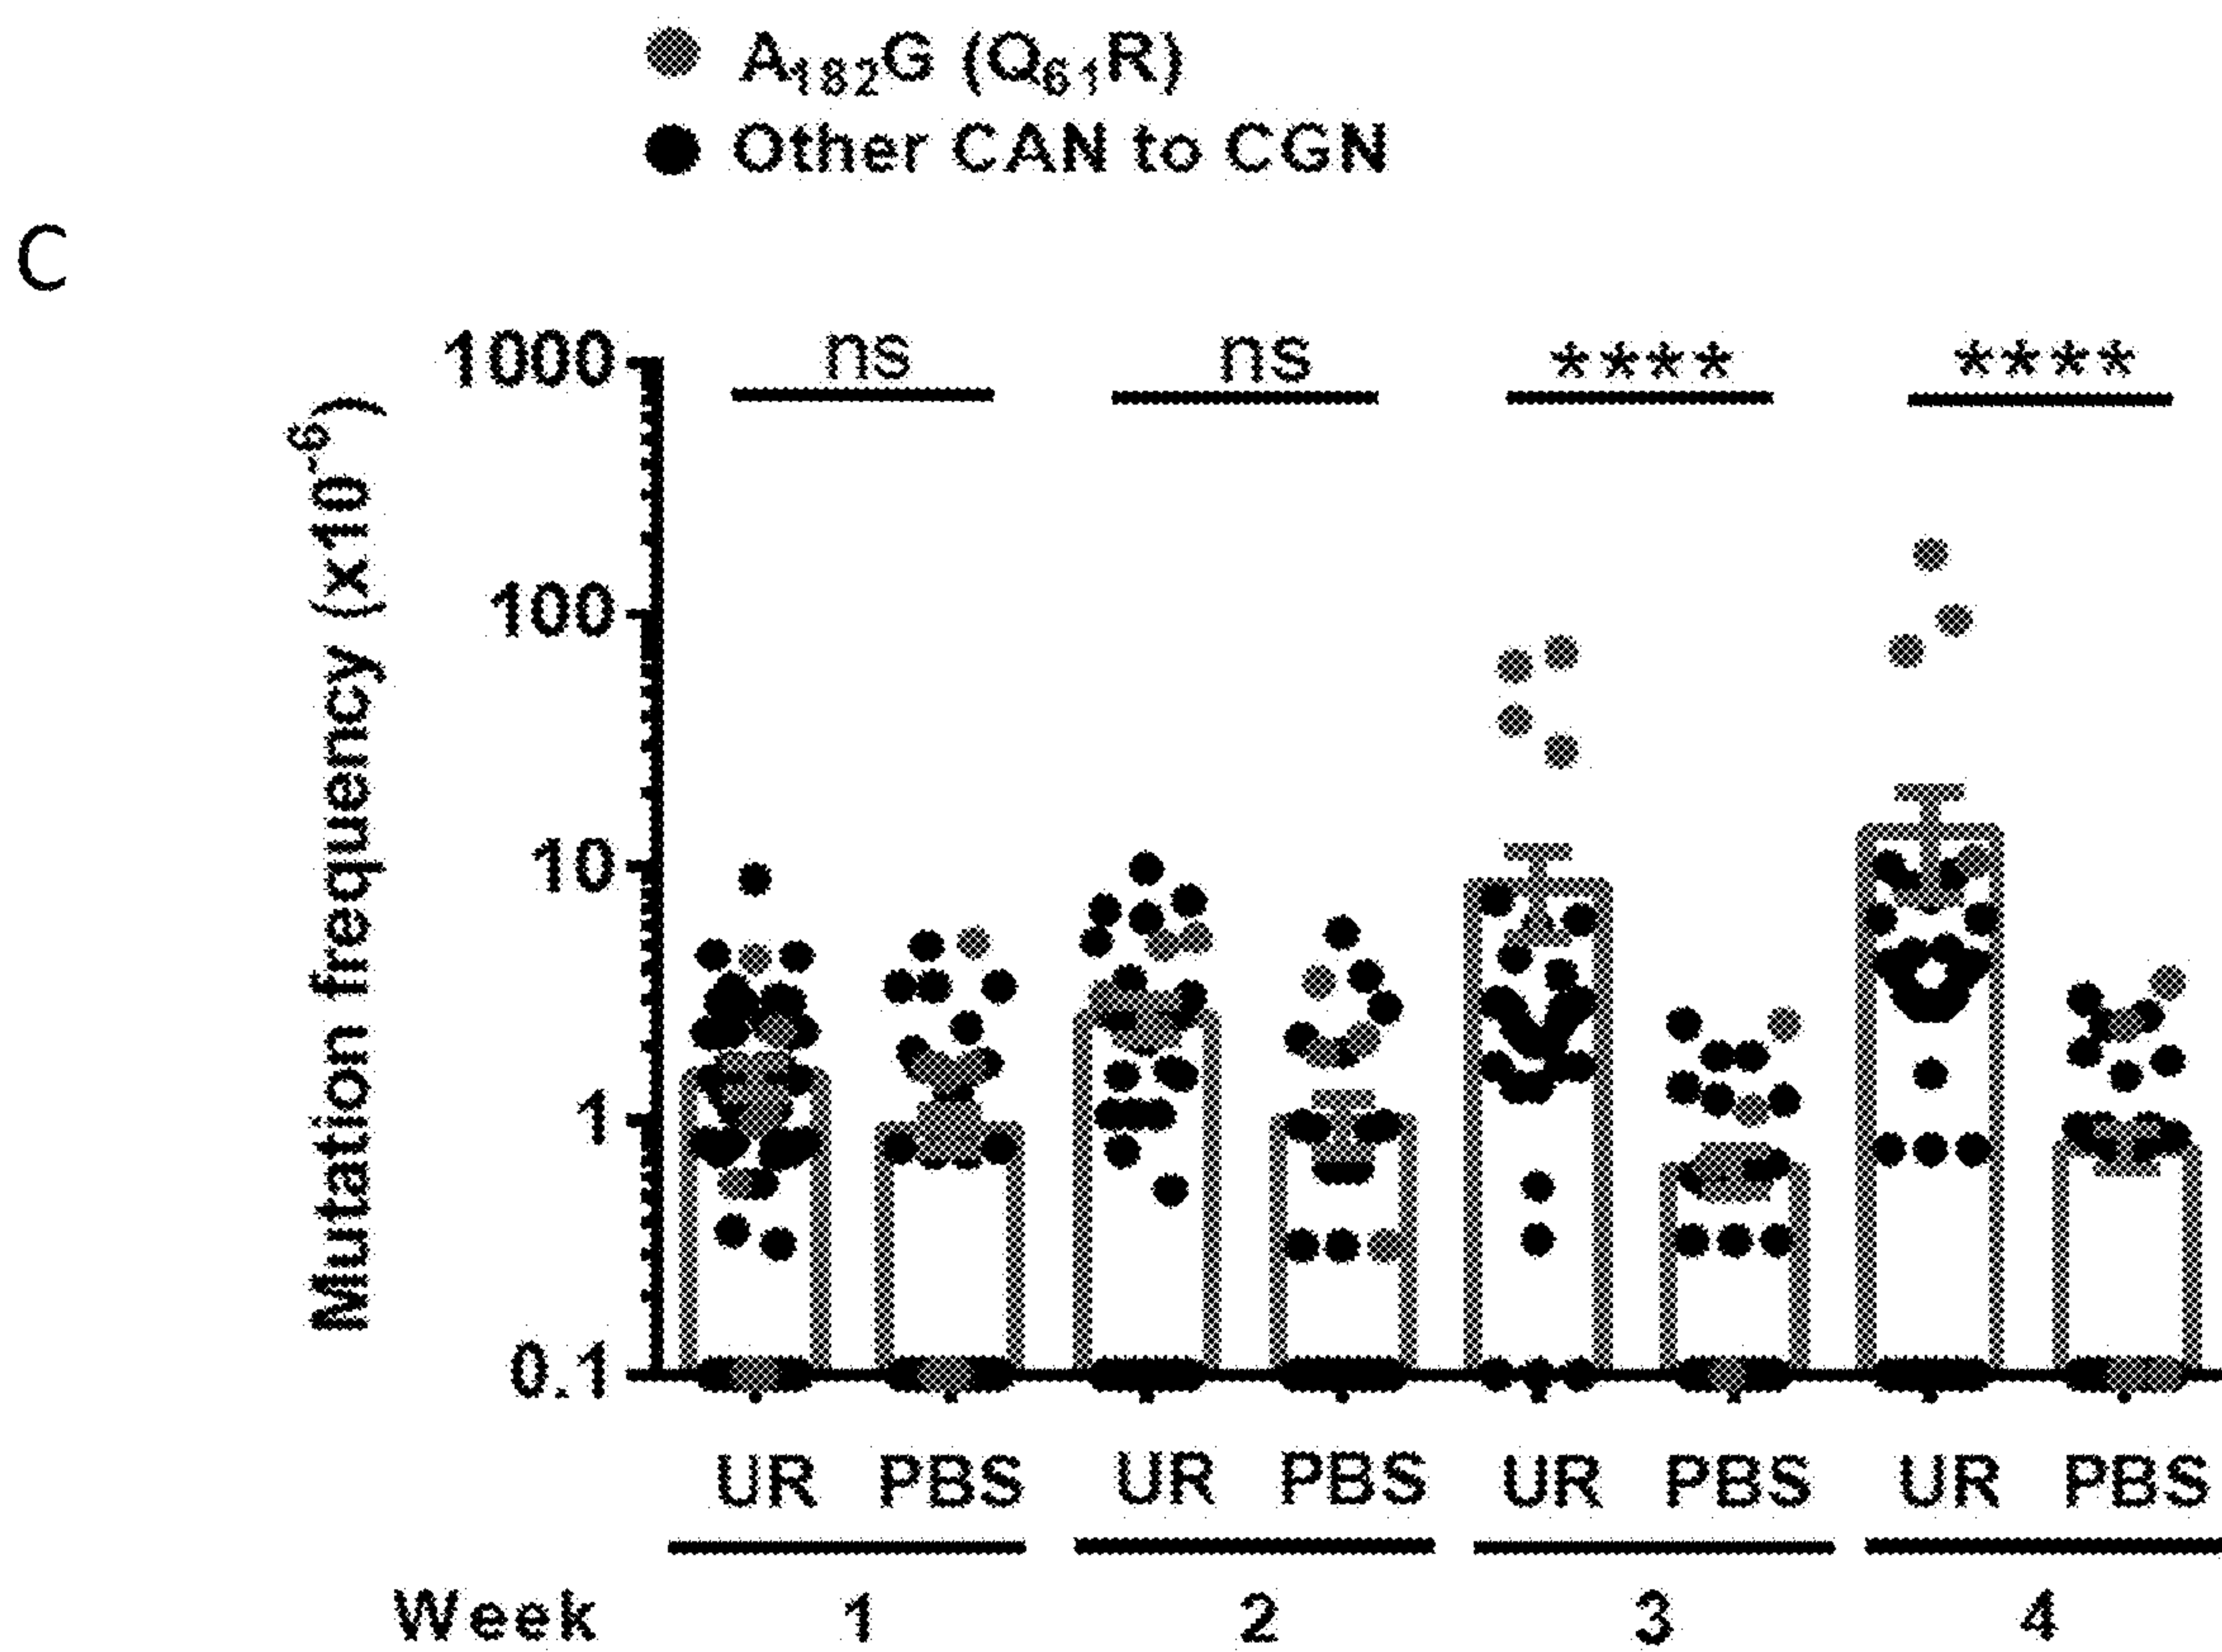 A₁₈₂G (Q₆₁R)
Other CAN to CGN
C
ns ns **** ****
Mutation frequency (x10⁻⁶)
1000
100
10
1
0.1
UR PBS UR PBS UR PBS UR PBS
Week 1 2 3 4